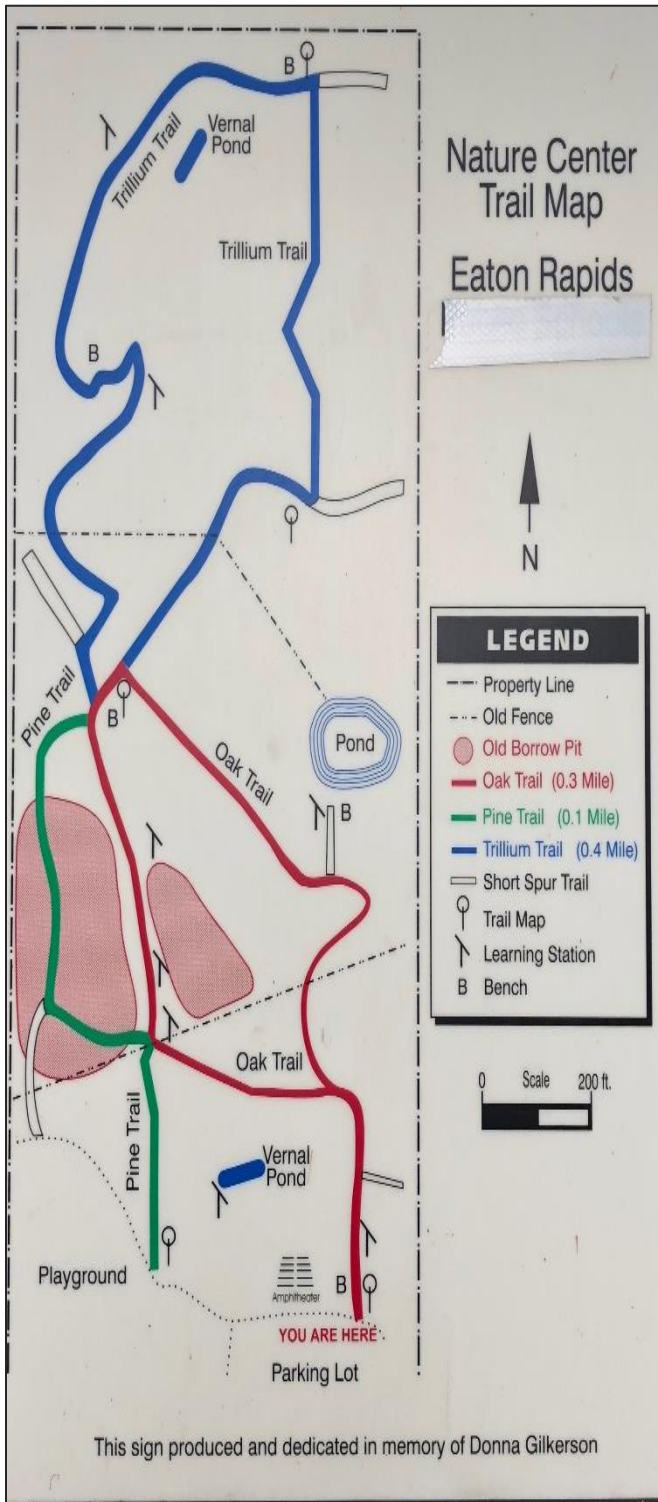 Nature Center
Trail Map
Eaton Rapids
B
Vernal
Pond
Trillium Trail
Trillium Trail
B
N
LEGEND
Property Line
Old Fence
Old Borrow Pit
Oak Trail (0.3 Mile)
Pine Trail (0.1 Mile)
Trillium Trail (0.4 Mile)
Short Spur Trail
Trail Map
Learning Station
B Bench
0 Scale 200 ft.
Pine Trail
B
Oak Trail
Pond
B
Oak Trail
Pine Trail
Vernal
Pond
Playground
Amphitheater
B
YOU ARE HERE
Parking Lot
This sign produced and dedicated in memory of Donna Gilkerson